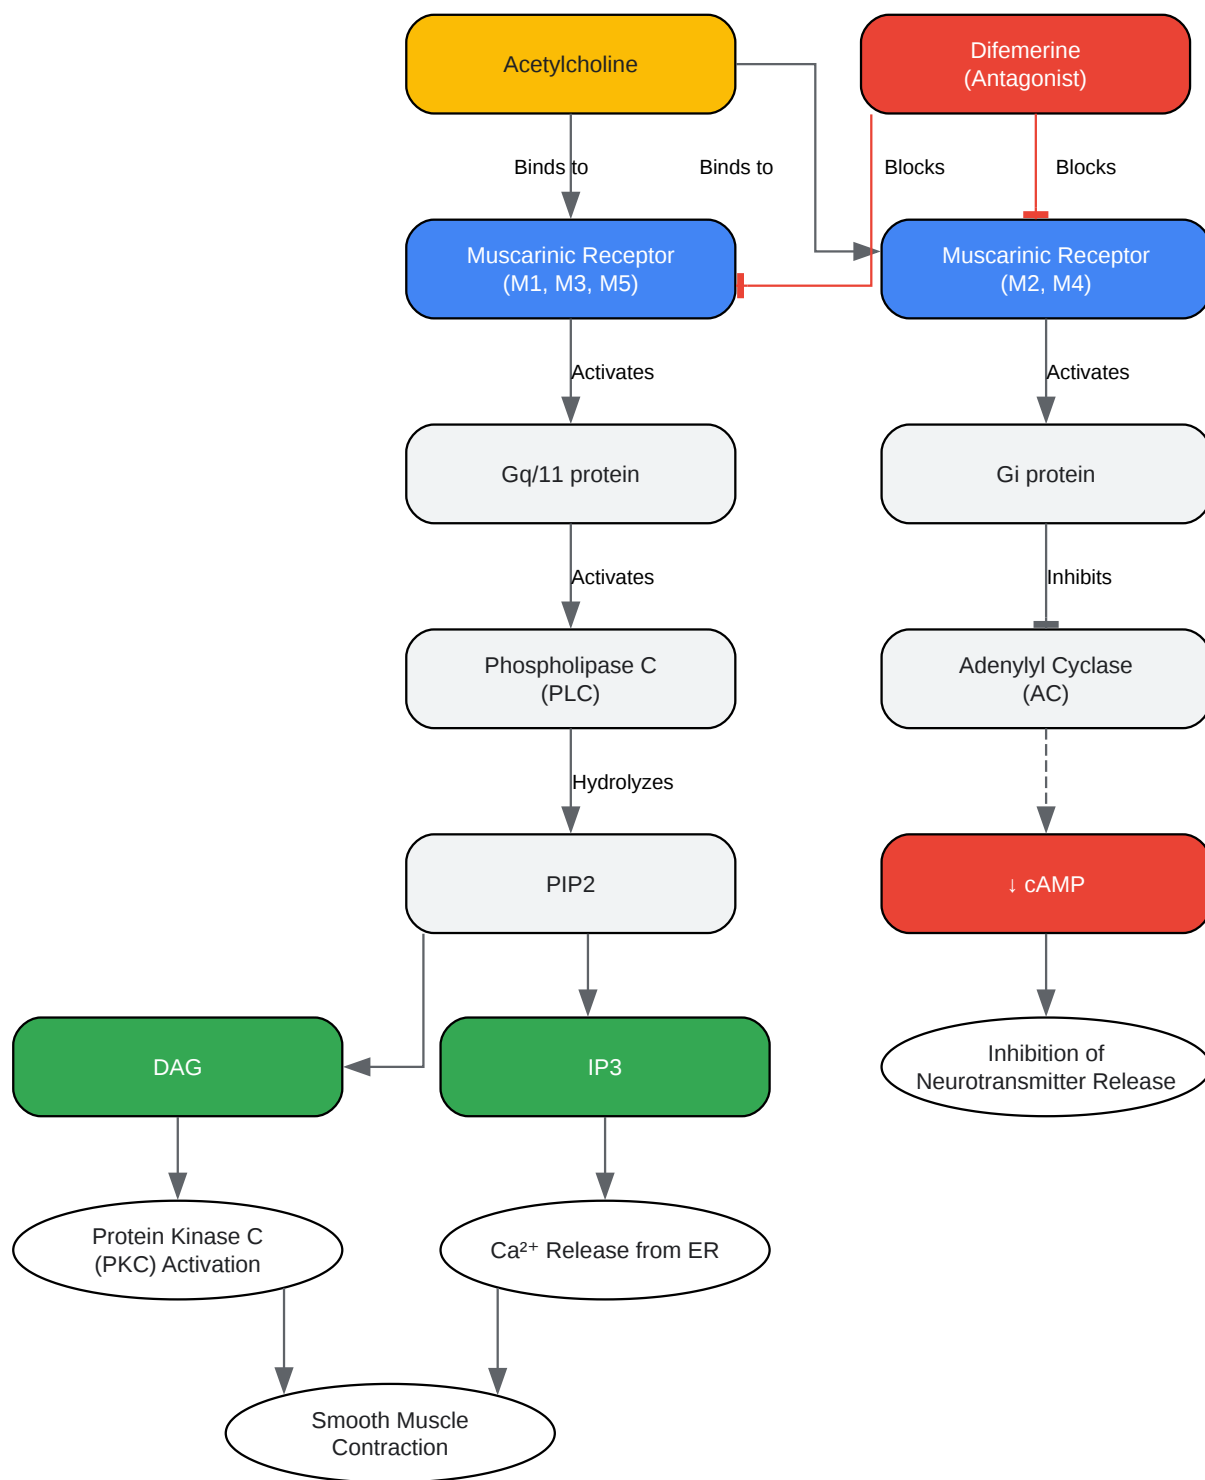 Acetylcholine
Difemerine
(Antagonist)
Binds to
Binds to
Blocks
Blocks
Muscarinic Receptor
(M1, M3, M5)
Muscarinic Receptor
(M2, M4)
Activates
Activates
Gq/11 protein
Gi protein
Activates
Inhibits
Phospholipase C
(PLC)
Adenylyl Cyclase
(AC)
Hydrolyzes
PIP2
↓ cAMP
DAG
IP3
Inhibition of
Neurotransmitter Release
Protein Kinase C
(PKC) Activation
Ca²⁺ Release from ER
Smooth Muscle
Contraction